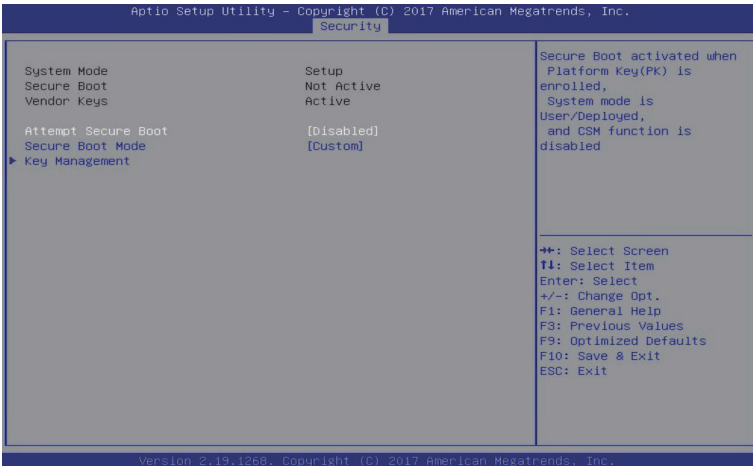 Aptio Setup Utility – Copyright (C) 2017 American Megatrends, Inc.
Security
System Mode Setup
Secure Boot Not Active
Vendor Keys Active
Attempt Secure Boot [Disabled]
Secure Boot Mode [Custom]
▶ Key Management
Secure Boot activated when
Platform Key(PK) is
enrolled,
System mode is
User/Deployed,
and CSM function is
disabled
→←: Select Screen
↑↓: Select Item
Enter: Select
+/-: Change Opt.
F1: General Help
F3: Previous Values
F9: Optimized Defaults
F10: Save & Exit
ESC: Exit
Version 2.19.1268. Copyright (C) 2017 American Megatrends, Inc.